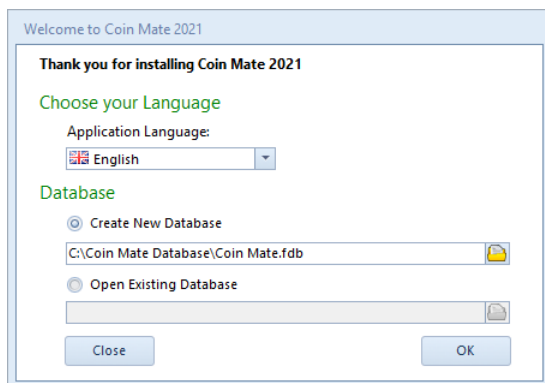 Welcome to Coin Mate 2021
Thank you for installing Coin Mate 2021
Choose your Language
Application Language:
English
Database
Create New Database
C:\Coin Mate Database\Coin Mate.fdb
Open Existing Database
Close OK